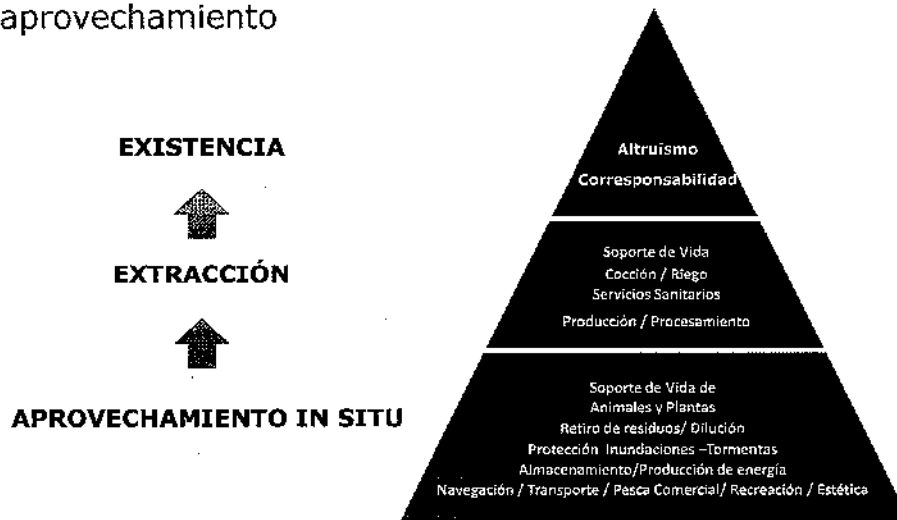 aprovechamiento
EXISTENCIA
EXTRACCIÓN
APROVECHAMIENTO IN SITU
Altruismo
Corresponsabilidad
Soporte de Vida
Cocción / Riego
Servicios Sanitarios
Producción / Procesamiento
Soporte de Vida de
Animales y Plantas
Retiro de residuos/ Dilución
Protección Inundaciones –Tormentas
Almacenamiento/Producción de energía
Navegación / Transporte / Pesca Comercial/ Recreación / Estética